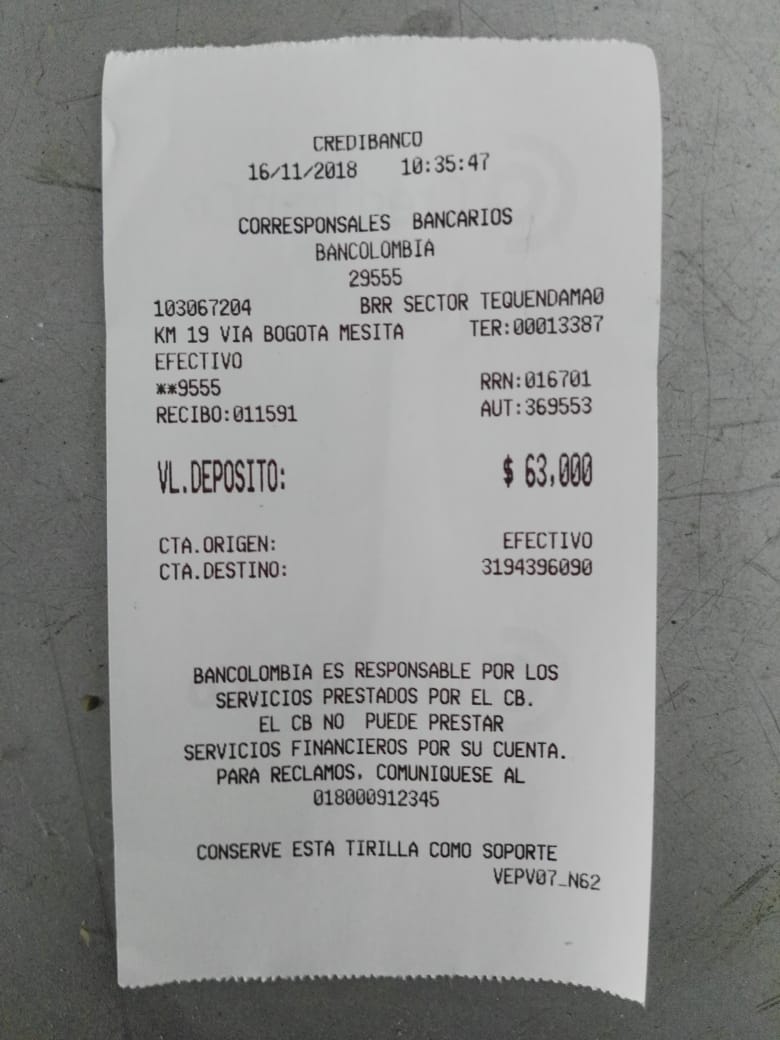 CREDIBANCO
16/11/2018 10:35:47
CORRESPONSALES BANCARIOS
BANCOLOMBIA
29555
103067204 BRR SECTOR TEQUENDAMA0
KM 19 VIA BOGOTA MESITA TER:00013387
EFECTIVO
**9555 RRN:016701
RECIBO:011591 AUT:369553
VL.DEPOSITO: $ 63,000
CTA.ORIGEN: EFECTIVO
CTA.DESTINO: 3194396090
BANCOLOMBIA ES RESPONSABLE POR LOS
SERVICIOS PRESTADOS POR EL CB.
EL CB NO PUEDE PRESTAR
SERVICIOS FINANCIEROS POR SU CUENTA.
PARA RECLAMOS, COMUNIQUESE AL
018000912345
CONSERVE ESTA TIRILLA COMO SOPORTE
VEPV07_N62